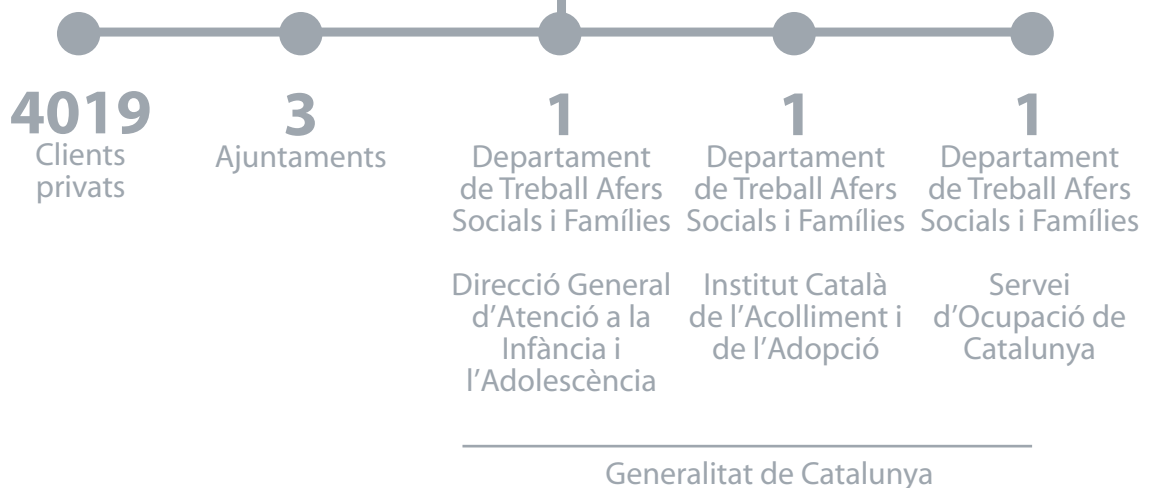 4019
Clients
privats
3
Ajuntaments
1
Departament
de Treball Afers
Socials i Famílies
Direcció General
d’Atenció a la
Infància i
l’Adolescència
1
Departament
de Treball Afers
Socials i Famílies
Institut Català
de l’Acolliment i
de l’Adopció
1
Departament
de Treball Afers
Socials i Famílies
Servei
d’Ocupació de
Catalunya
Generalitat de Catalunya